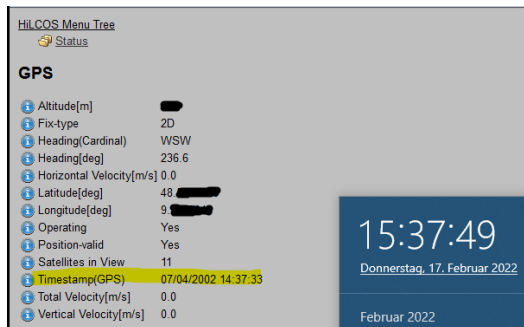 HiLCOS Menu Tree
Status
GPS
Altitude[m]
Fix-type 2D
Heading(Cardinal) WSW
Heading[deg] 236.6
Horizontal Velocity[m/s] 0.0
Latitude[deg] 48.
Longitude[deg] 9.
Operating Yes
Position-valid Yes
Satellites in View 11
Timestamp(GPS) 07/04/2002 14:37:33
Total Velocity[m/s] 0.0
Vertical Velocity[m/s] 0.0
15:37:49
Donnerstag, 17. Februar 2022
Februar 2022